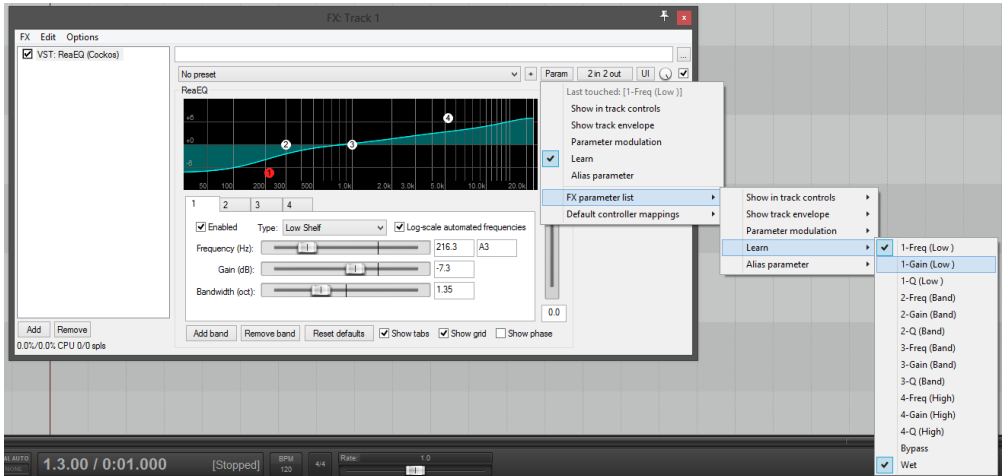 FX: Track 1
FX Edit Options
VST: ReaEQ (Cockos)
...
No preset
+
Param
2 in 2 out
UI
ReaEQ
+6
+0
-6
1
2
3
4
50 100 200 300 500 1.0k 2.0k 3.0k 5.0k 10.0k 20.0k
1 2 3 4
Enabled
Type: Low Shelf
Log-scale automated frequencies
Frequency (Hz):
216.3
A3
Gain (dB):
-7.3
Bandwidth (oct):
1.35
0.0
Add band
Remove band
Reset defaults
Show tabs
Show grid
Show phase
Add
Remove
0.0%/0.0% CPU 0/0 spls
Last touched: [1-Freq (Low )]
Show in track controls
Show track envelope
Parameter modulation
Learn
Alias parameter
FX parameter list
Default controller mappings
Show in track controls
Show track envelope
Parameter modulation
Learn
Alias parameter
1-Freq (Low )
1-Gain (Low )
1-Q (Low )
2-Freq (Band)
2-Gain (Band)
2-Q (Band)
3-Freq (Band)
3-Gain (Band)
3-Q (Band)
4-Freq (High)
4-Gain (High)
4-Q (High)
Bypass
Wet
AL AUTO
NONE
1.3.00 / 0:01.000
[Stopped]
BPM
120
4/4
Rate:
1.0